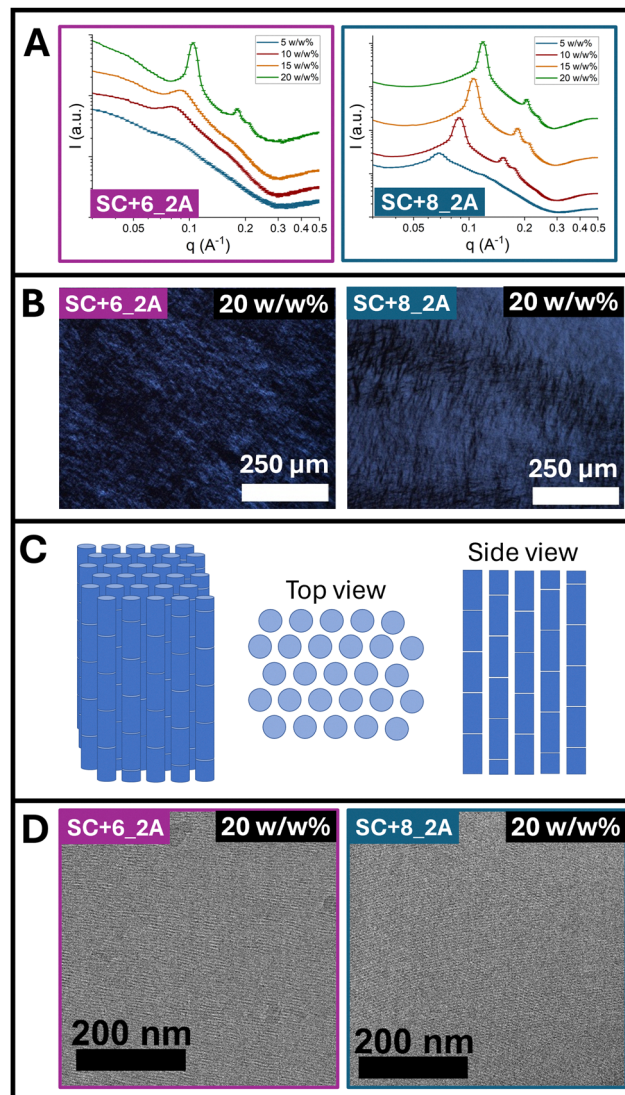 A
5 w/w%
10 w/w%
15 w/w%
20 w/w%
I (a.u.)
SC+6_2A
0.05 0.1 0.2 0.3 0.4 0.5
q (A⁻¹)
5 w/w%
10 w/w%
15 w/w%
20 w/w%
I (a.u.)
SC+8_2A
0.05 0.1 0.2 0.3 0.4 0.5
q (A⁻¹)
B
SC+6_2A 20 w/w%
250 µm
SC+8_2A 20 w/w%
250 µm
C
Top view
Side view
D
SC+6_2A 20 w/w%
200 nm
SC+8_2A 20 w/w%
200 nm